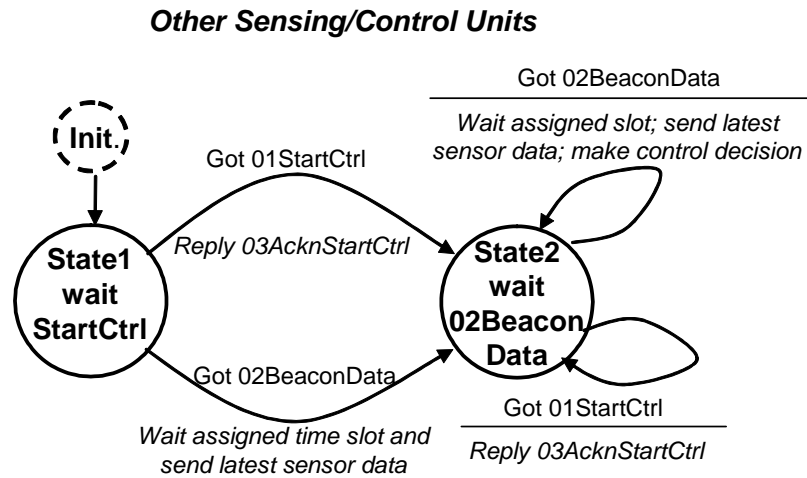 Other Sensing/Control Units
Got 02BeaconData
Wait assigned slot; send latest
sensor data; make control decision
Init.
Got 01StartCtrl
Reply 03AcknStartCtrl
State1
wait
StartCtrl
State2
wait
02Beacon
Data
Got 02BeaconData
Wait assigned time slot and
send latest sensor data
Got 01StartCtrl
Reply 03AcknStartCtrl